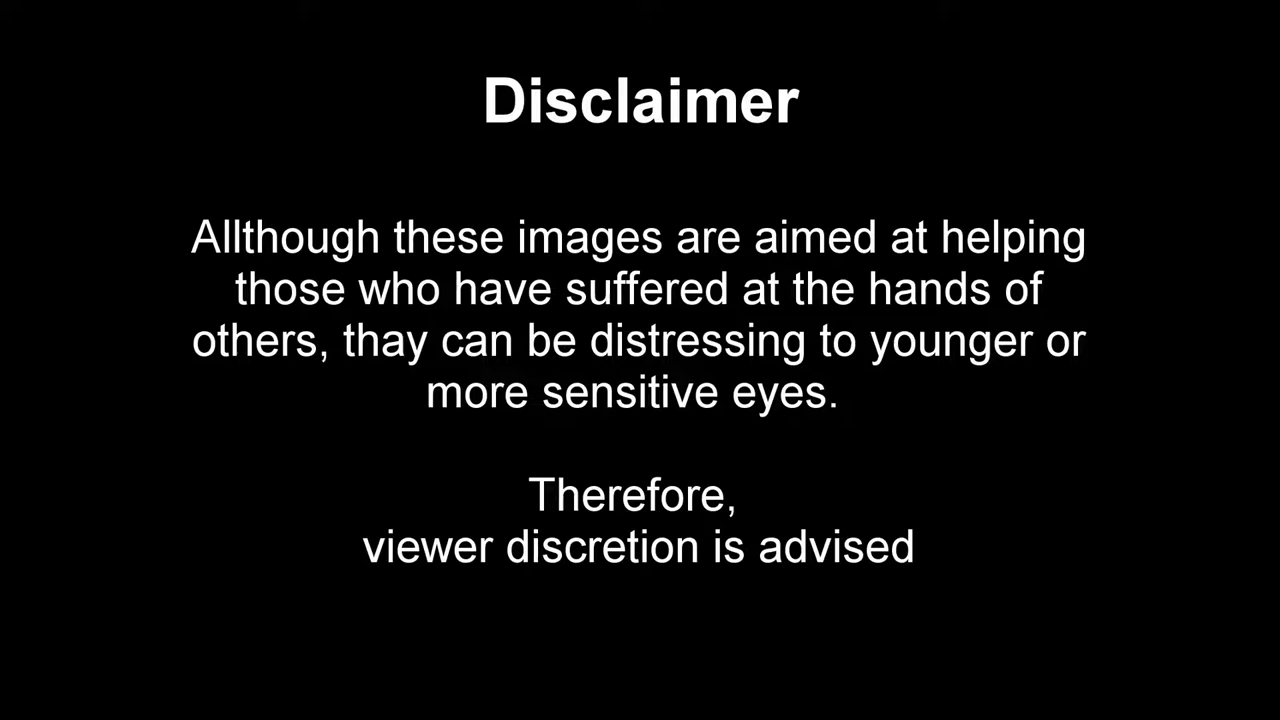 Disclaimer
Allthough these images are aimed at helping
those who have suffered at the hands of
others, thay can be distressing to younger or
more sensitive eyes.
Therefore,
viewer discretion is advised